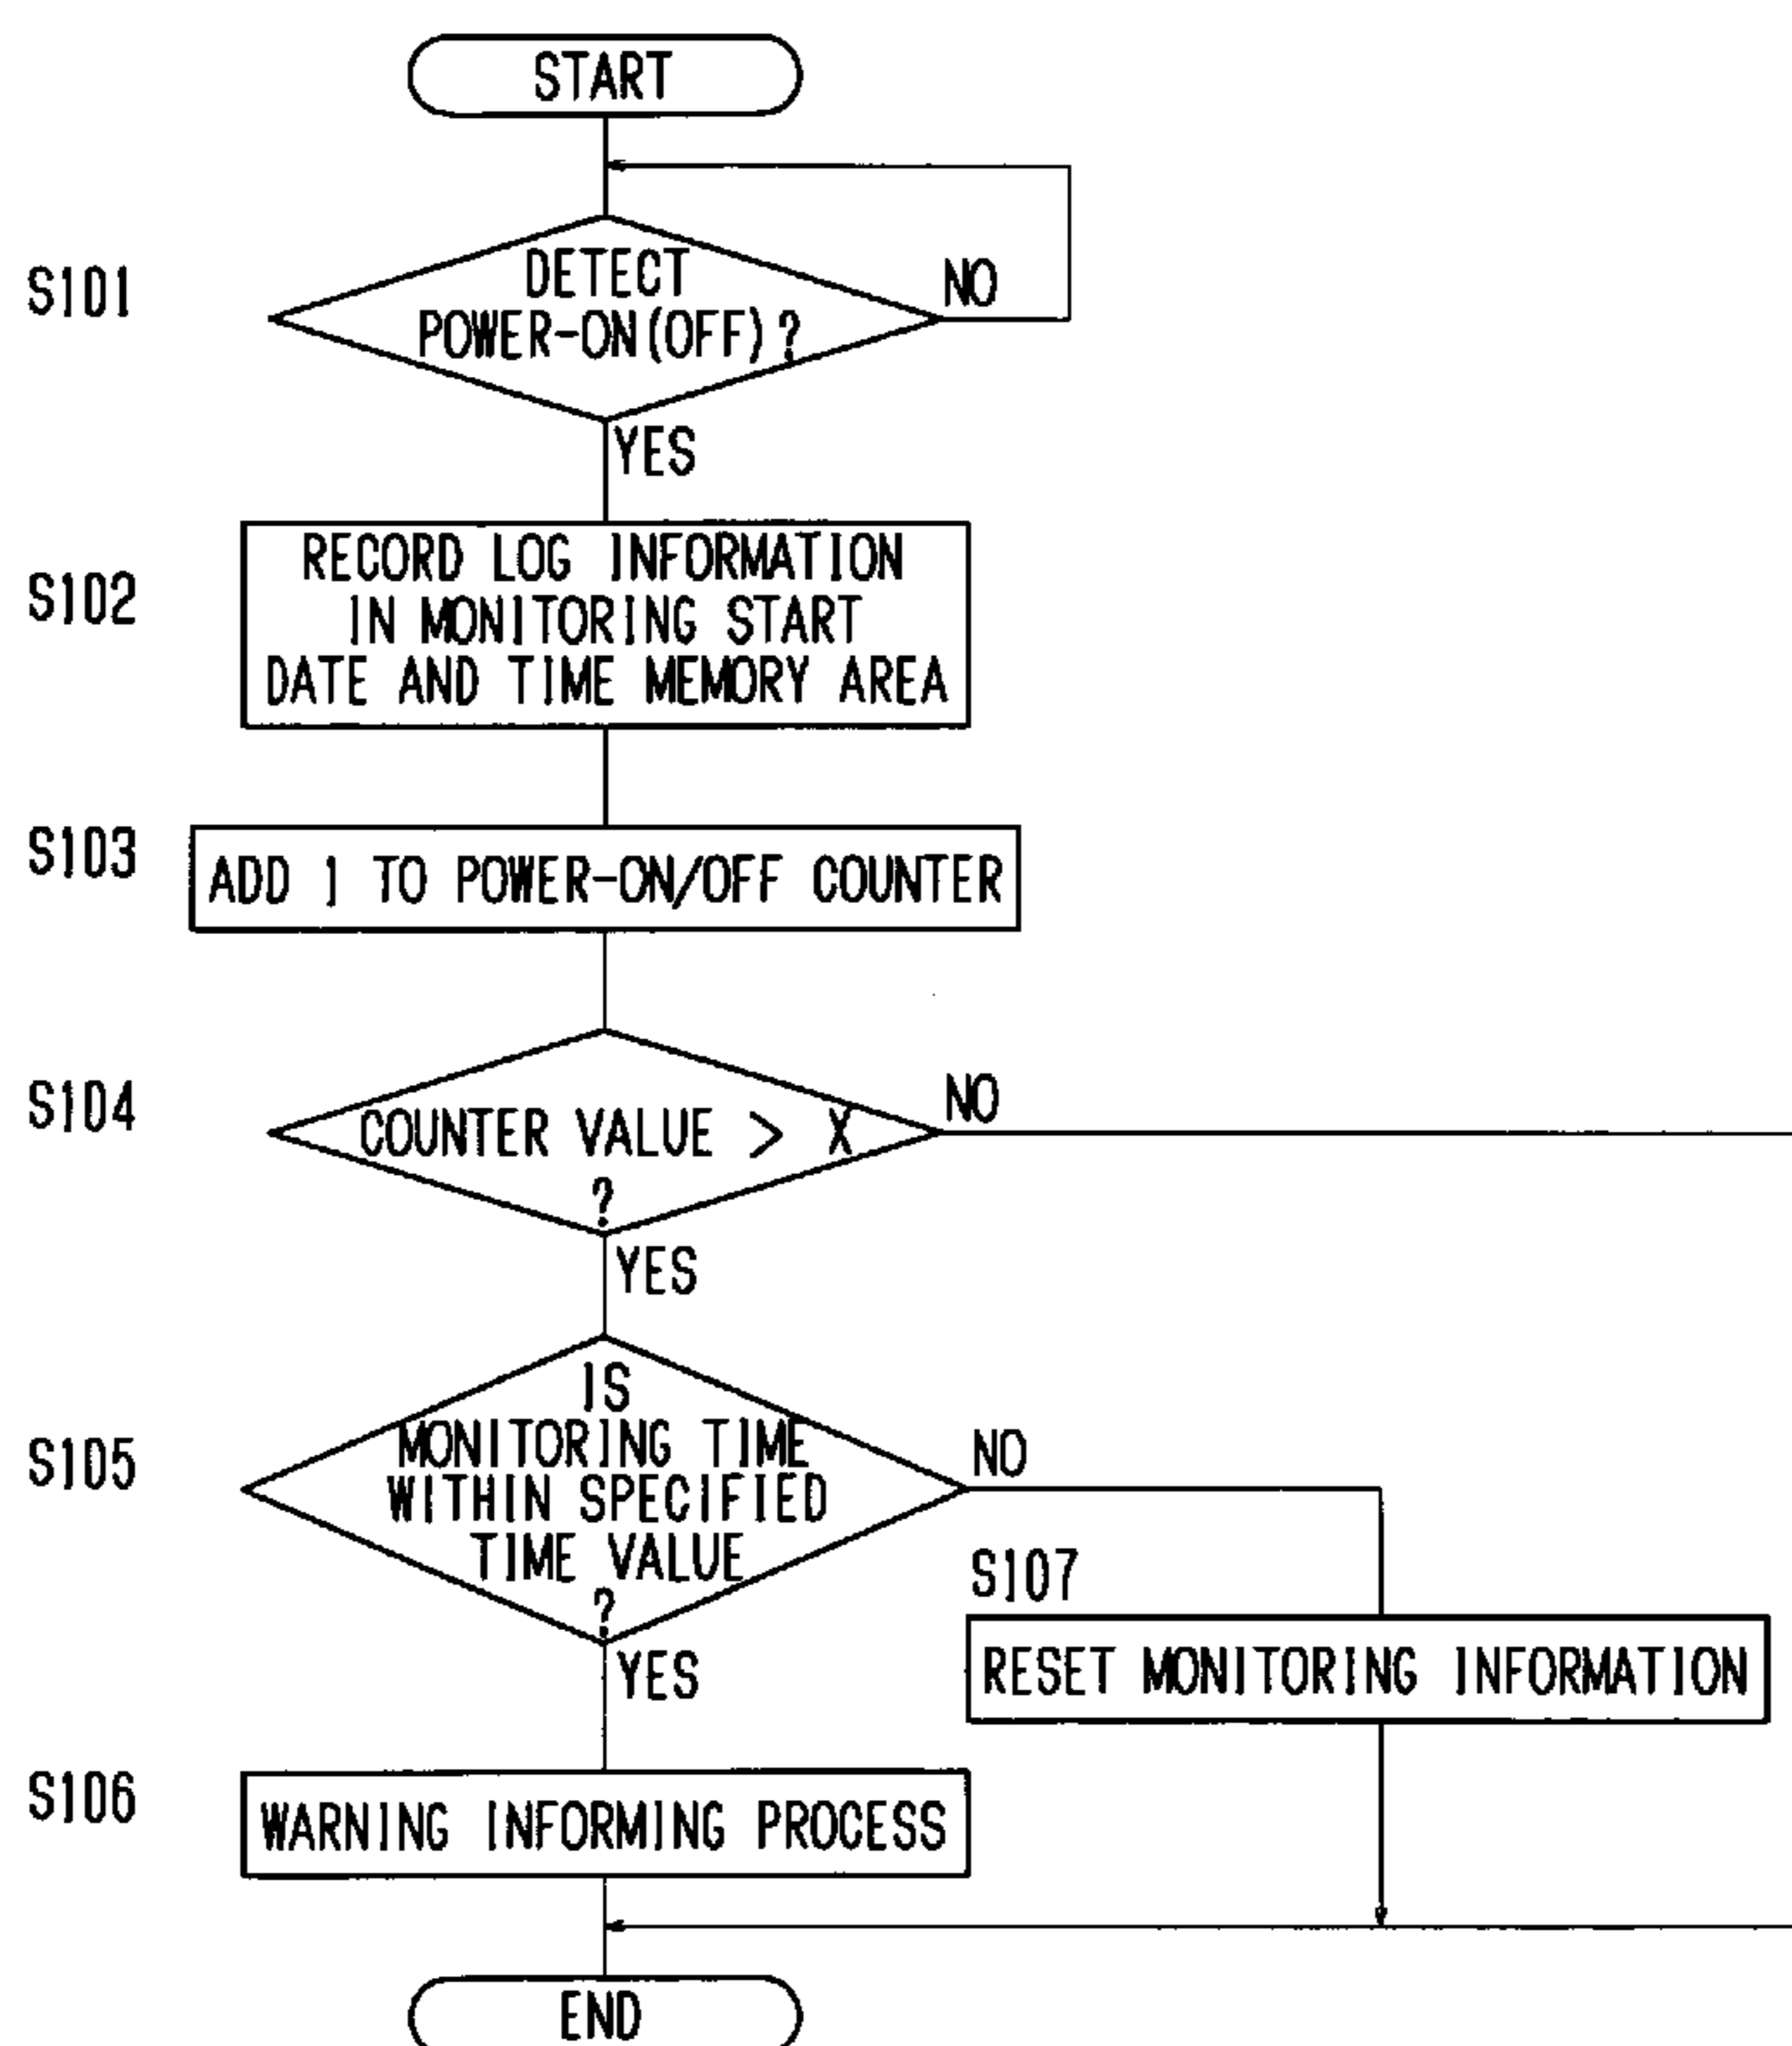 START
S101
DETECT
POWER-ON(OFF)?
NO
YES
S102
RECORD LOG INFORMATION
IN MONITORING START
DATE AND TIME MEMORY AREA
S103
ADD 1 TO POWER-ON/OFF COUNTER
S104
COUNTER VALUE > X
?
NO
YES
S105
IS
MONITORING TIME
WITHIN SPECIFIED
TIME VALUE
?
NO
YES
S107
RESET MONITORING INFORMATION
S106
WARNING INFORMING PROCESS
END